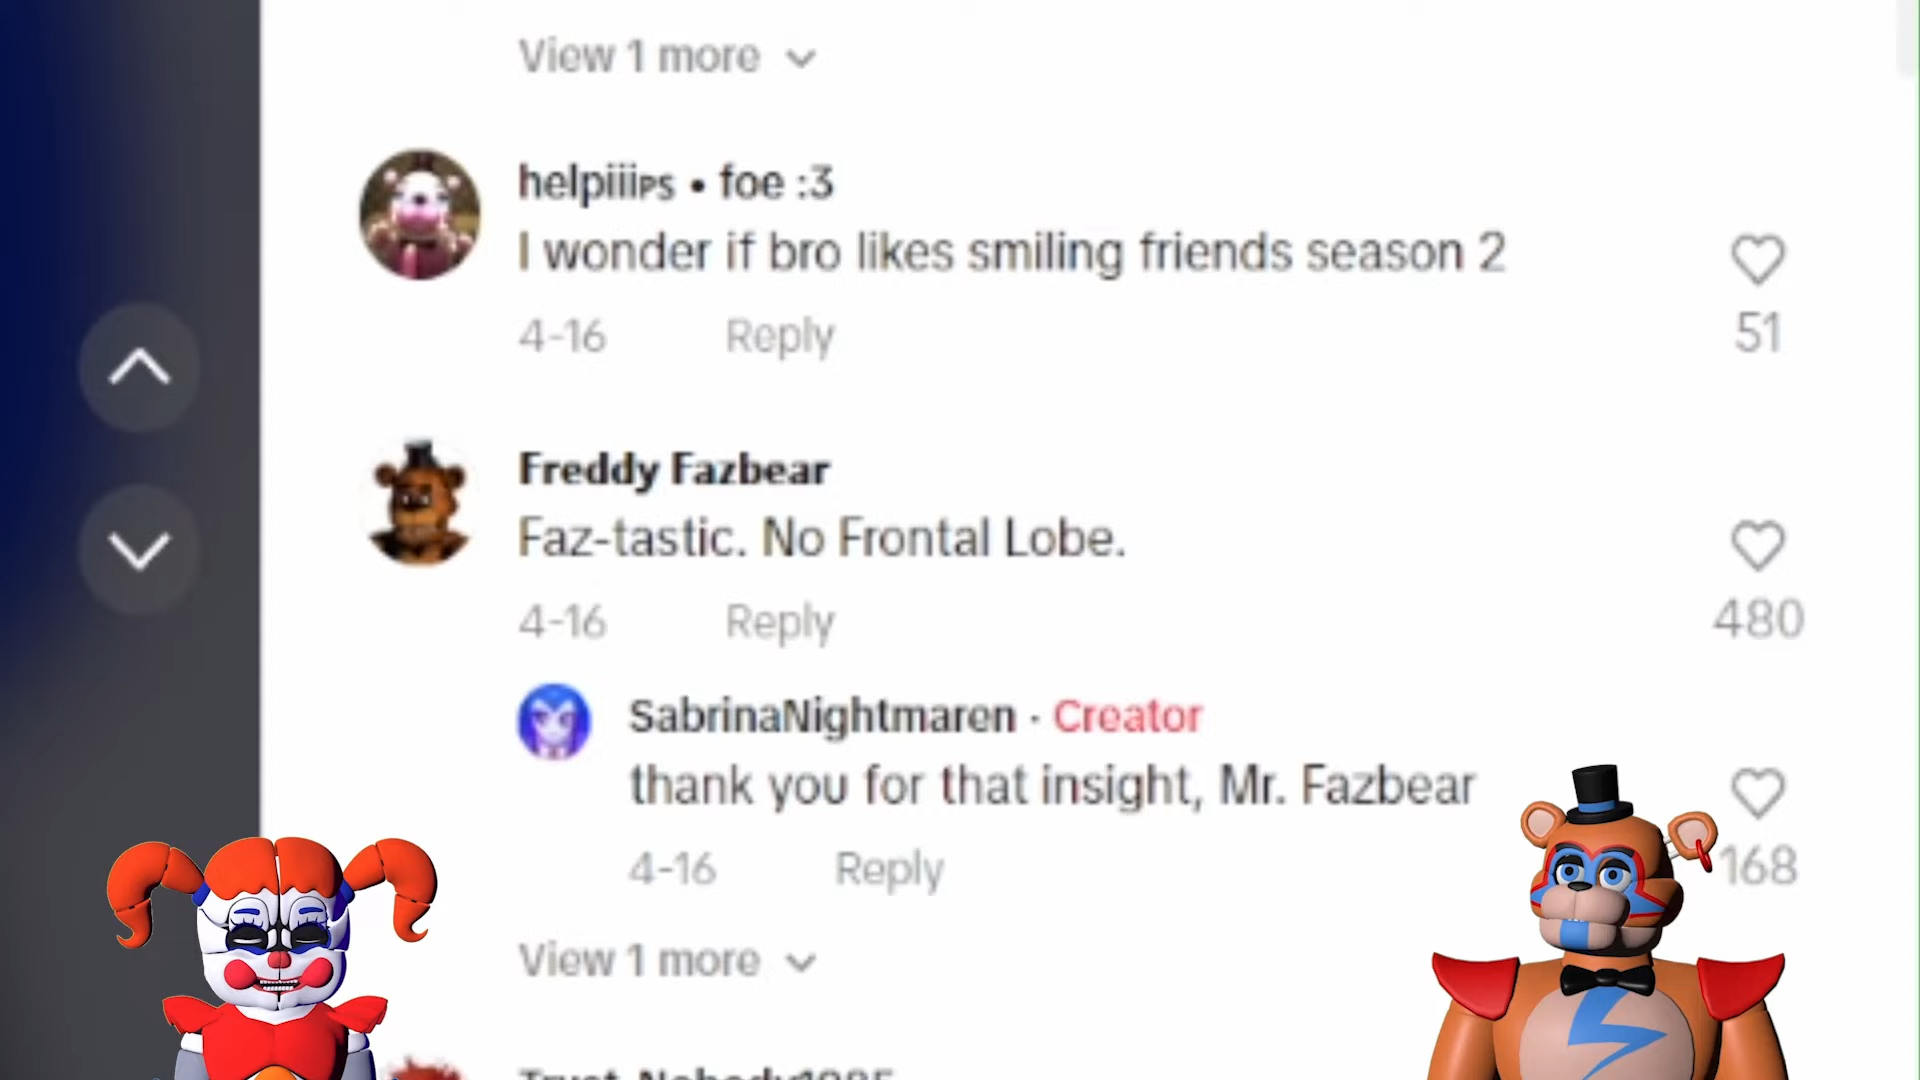 View 1 more
helpiiiPS • foe :3
I wonder if bro likes smiling friends season 2
4-16 Reply
51
Freddy Fazbear
Faz-tastic. No Frontal Lobe.
4-16 Reply
480
SabrinaNightmaren · Creator
thank you for that insight, Mr. Fazbear
4-16 Reply
168
View 1 more